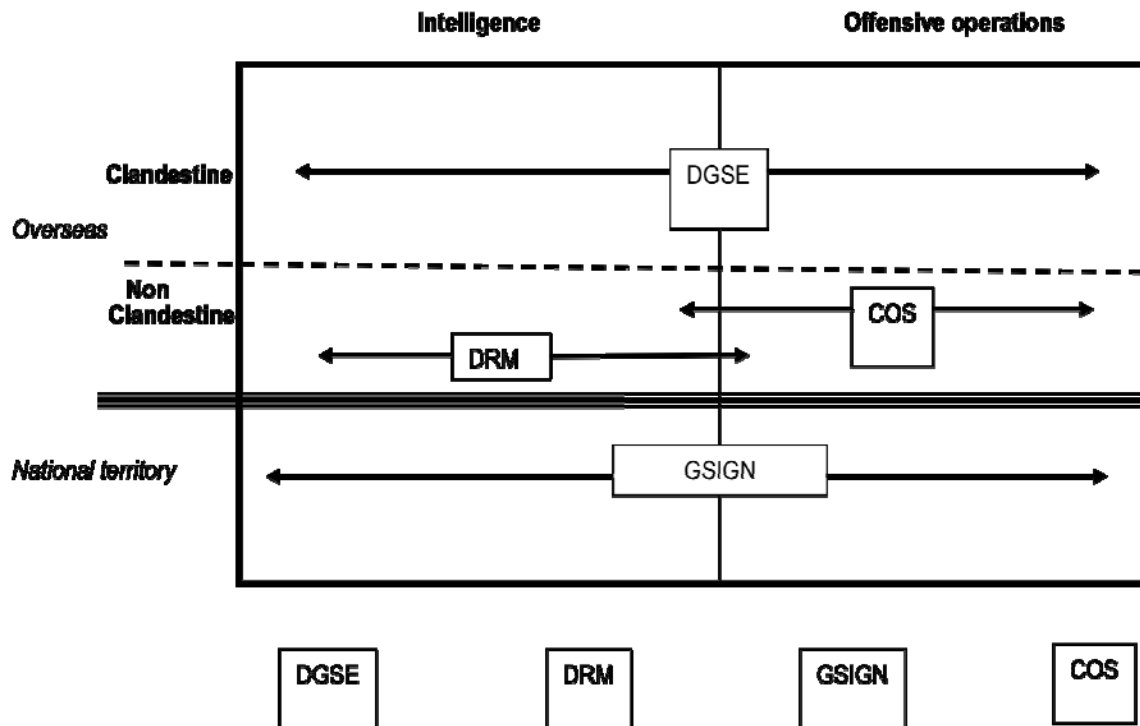 Intelligence
Offensive operations
Clandestine
DGSE
Overseas
Non
Clandestine
COS
DRM
National territory
GSIGN
DGSE
DRM
GSIGN
COS